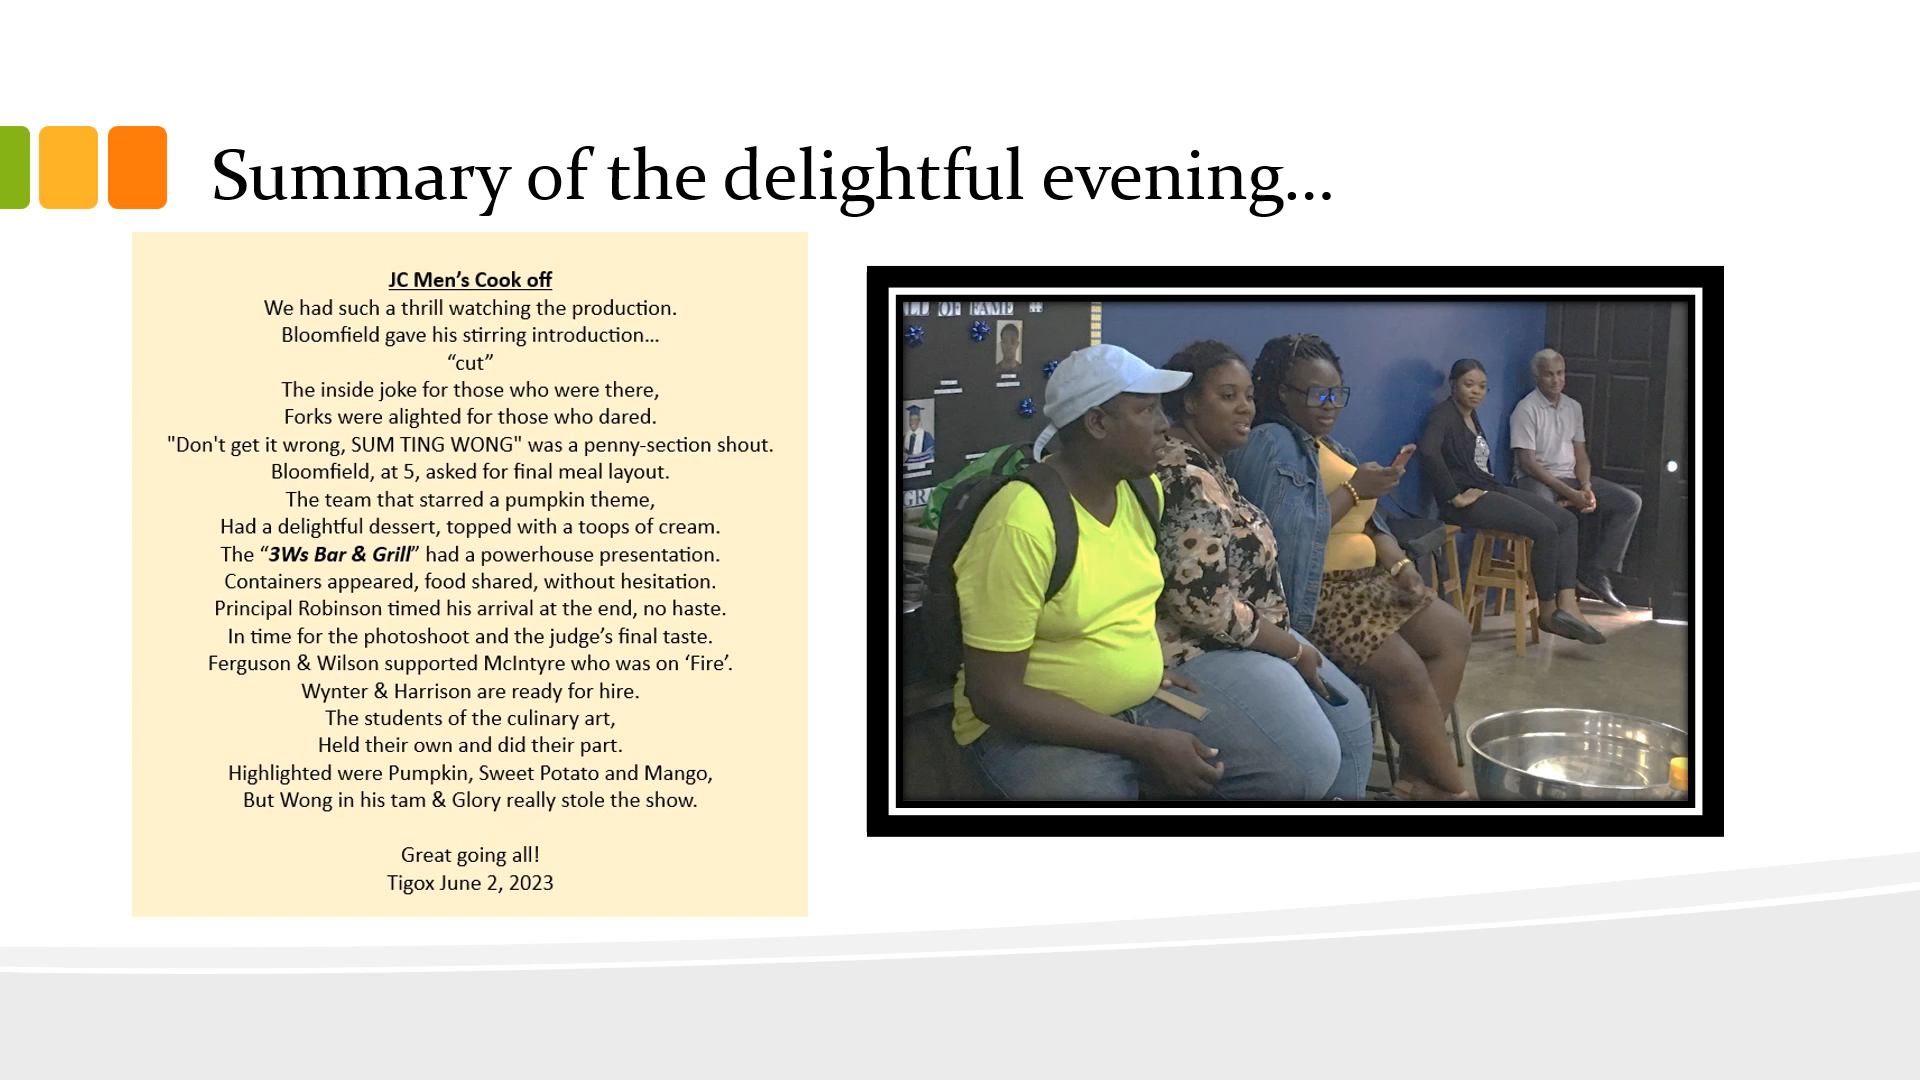 Summary of the delightful evening...
JC Men’s Cook off
We had such a thrill watching the production.
Bloomfield gave his stirring introduction…
“cut”
The inside joke for those who were there,
Forks were alighted for those who dared.
"Don't get it wrong, SUM TING WONG" was a penny-section shout.
Bloomfield, at 5, asked for final meal layout.
The team that starred a pumpkin theme,
Had a delightful dessert, topped with a toops of cream.
The “3Ws Bar & Grill” had a powerhouse presentation.
Containers appeared, food shared, without hesitation.
Principal Robinson timed his arrival at the end, no haste.
In time for the photoshoot and the judge’s final taste.
Ferguson & Wilson supported McIntyre who was on ‘Fire’.
Wynter & Harrison are ready for hire.
The students of the culinary art,
Held their own and did their part.
Highlighted were Pumpkin, Sweet Potato and Mango,
But Wong in his tam & Glory really stole the show.
Great going all!
Tigox June 2, 2023
OF FAME